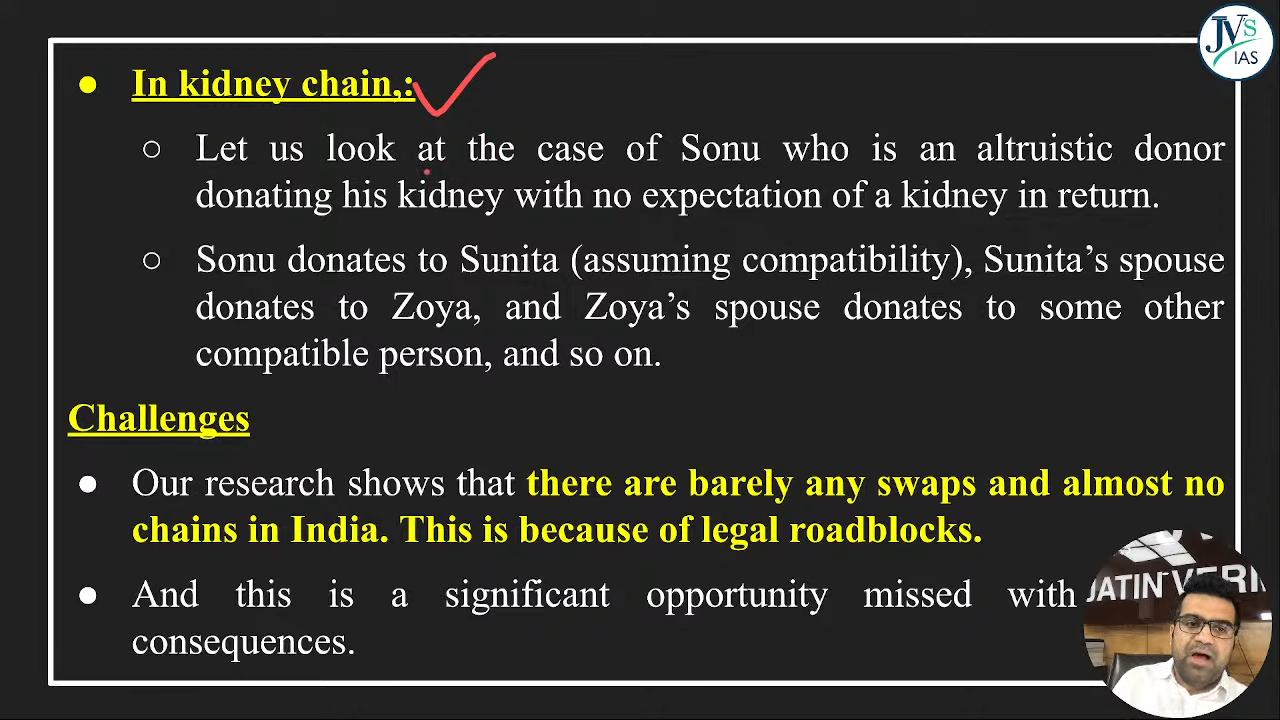 JV's
IAS
● In kidney chain,:
○ Let us look at the case of Sonu who is an altruistic donor
donating his kidney with no expectation of a kidney in return.
○ Sonu donates to Sunita (assuming compatibility), Sunita’s spouse
donates to Zoya, and Zoya’s spouse donates to some other
compatible person, and so on.
Challenges
● Our research shows that there are barely any swaps and almost no
chains in India. This is because of legal roadblocks.
● And this is a significant opportunity missed with
consequences.
JATIN VERM